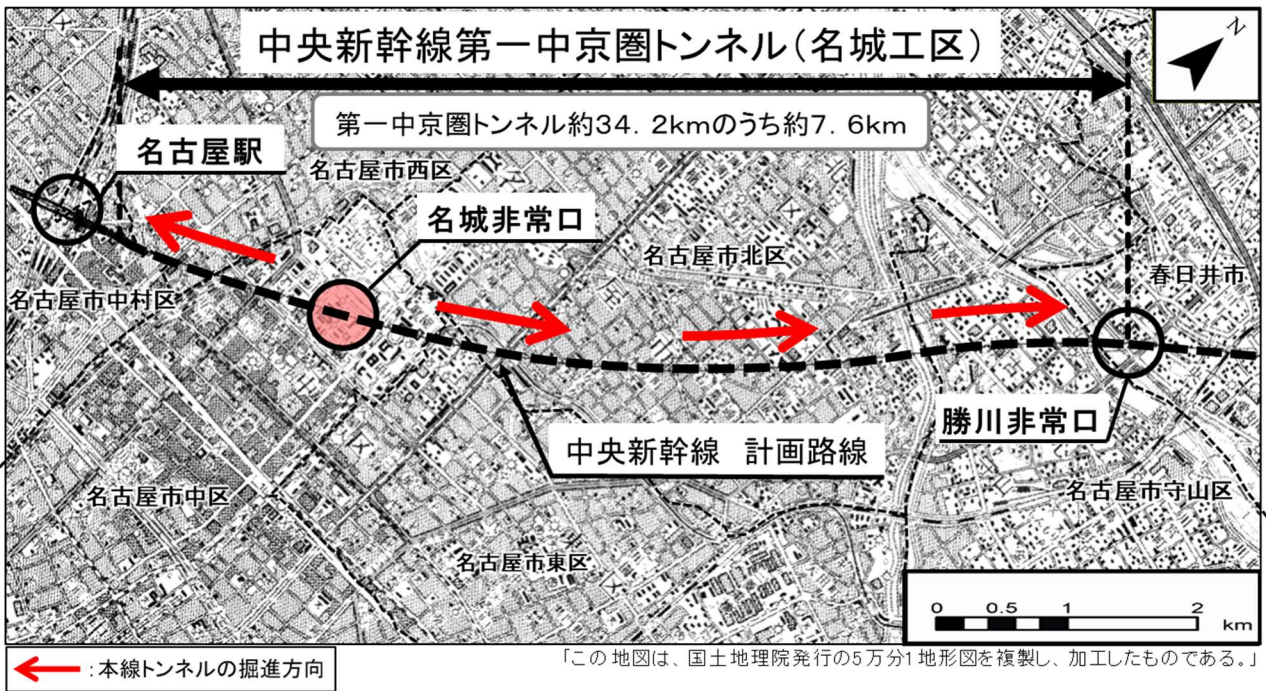 中央新幹線第一中京圏トンネル(名城工区)
N
第一中京圏トンネル約34.2kmのうち約7.6km
名古屋駅
名古屋市西区
名城非常口
名古屋市北区
春日井市
名古屋市中村区
勝川非常口
中央新幹線 計画路線
名古屋市中区
名古屋市守山区
名古屋市東区
0 0.5 1 2
km
:本線トンネルの掘進方向
「この地図は、国土地理院発行の5万分1地形図を複製し、加工したものである。」